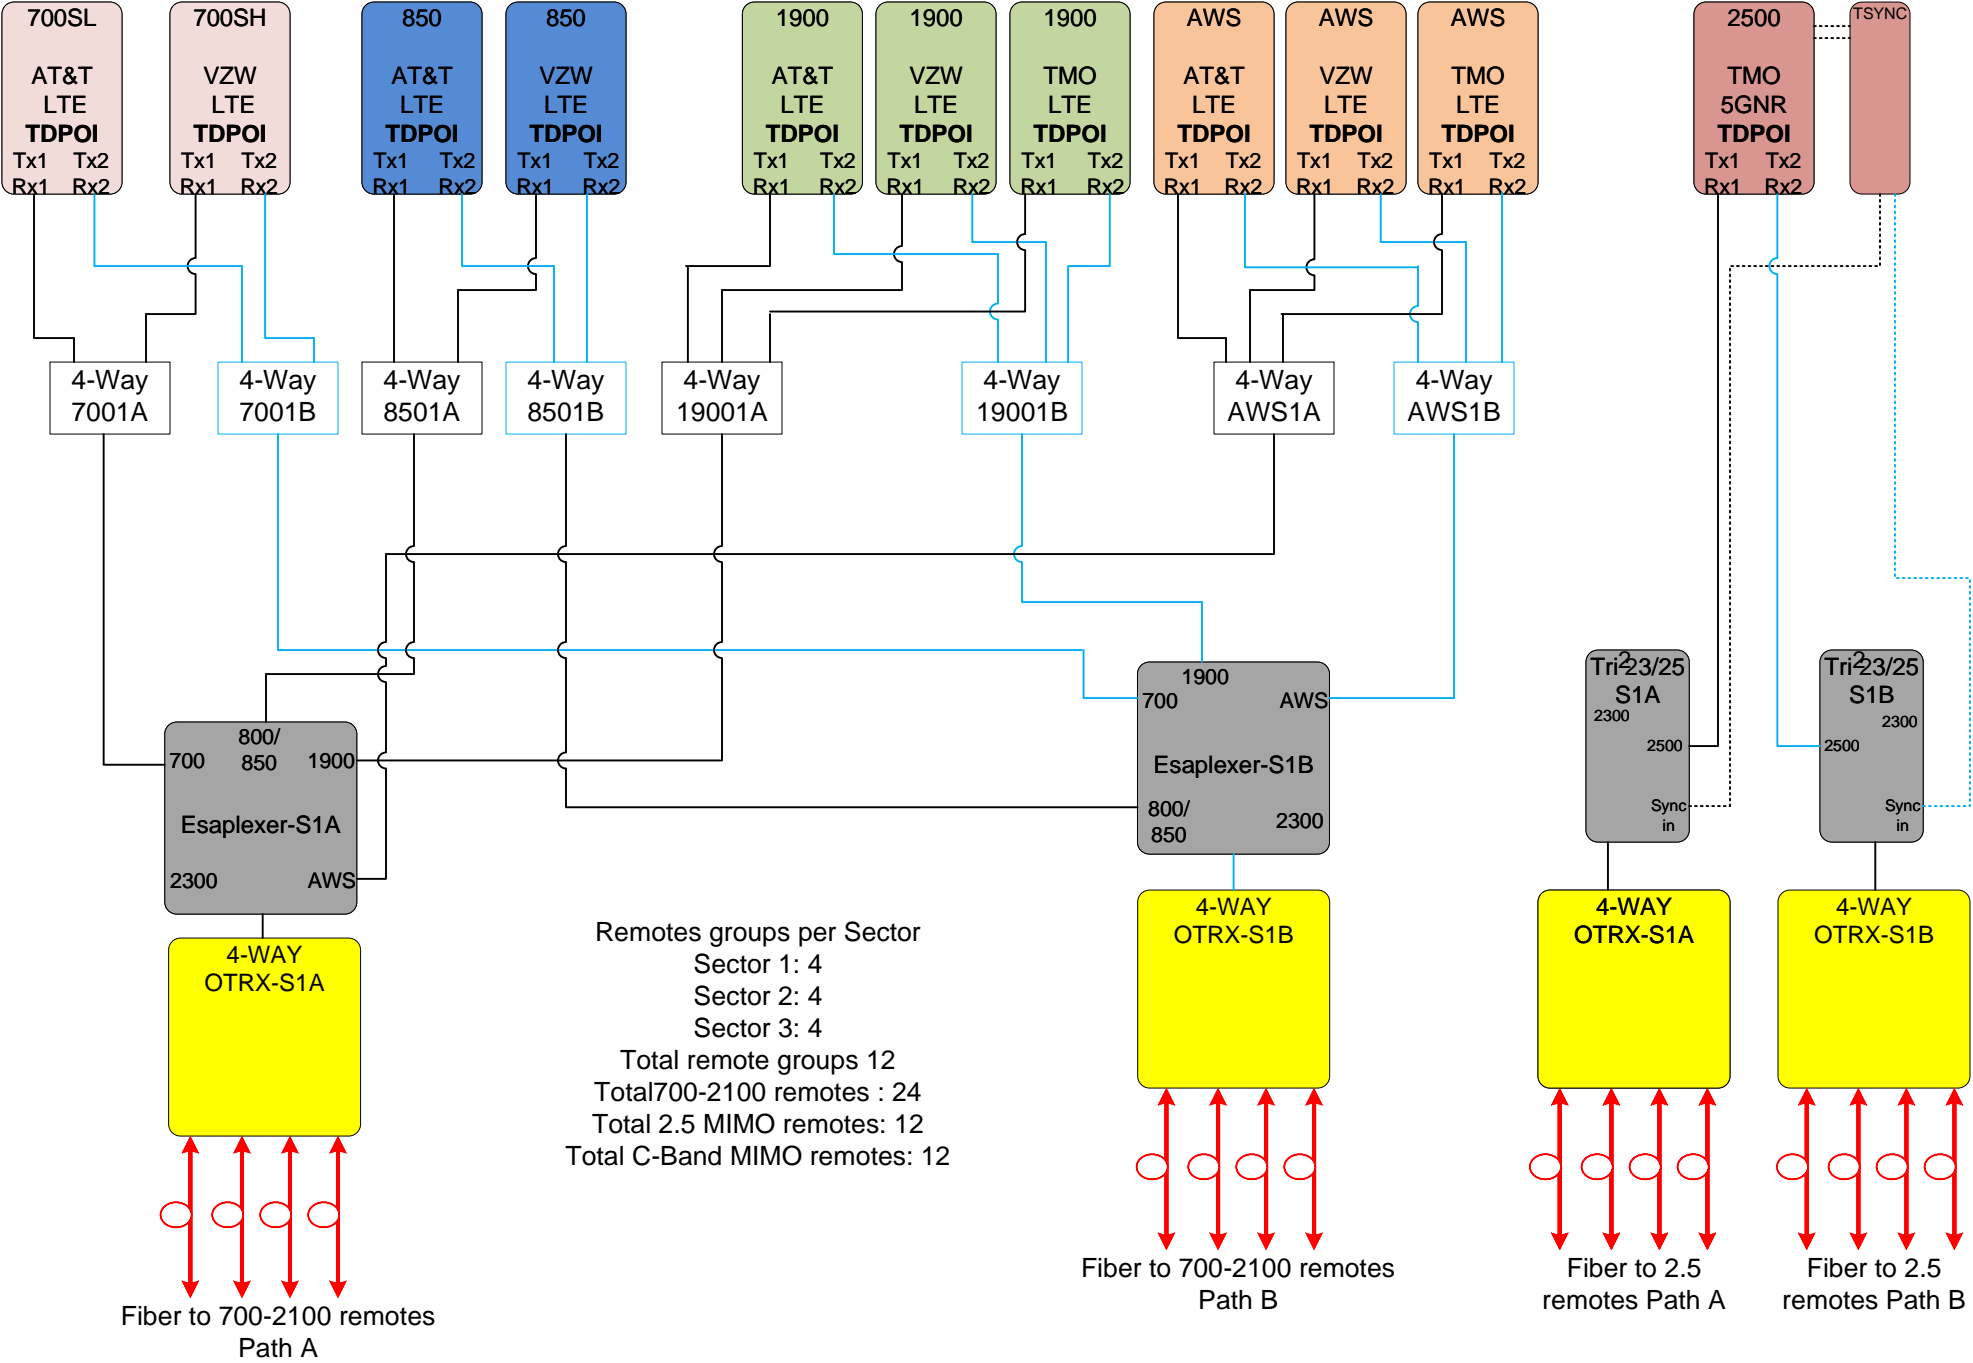 700SL
AT&T
LTE
TDPOI
Tx1 Tx2
Rx1 Rx2
700SH
VZW
LTE
TDPOI
Tx1 Tx2
Rx1 Rx2
850
AT&T
LTE
TDPOI
Tx1 Tx2
Rx1 Rx2
850
VZW
LTE
TDPOI
Tx1 Tx2
Rx1 Rx2
1900
AT&T
LTE
TDPOI
Tx1 Tx2
Rx1 Rx2
1900
VZW
LTE
TDPOI
Tx1 Tx2
Rx1 Rx2
1900
TMO
LTE
TDPOI
Tx1 Tx2
Rx1 Rx2
AWS
AT&T
LTE
TDPOI
Tx1 Tx2
Rx1 Rx2
AWS
VZW
LTE
TDPOI
Tx1 Tx2
Rx1 Rx2
AWS
TMO
LTE
TDPOI
Tx1 Tx2
Rx1 Rx2
2500
TMO
5GNR
TDPOI
Tx1 Tx2
Rx1 Rx2
TSYNC
4-Way
7001A
4-Way
7001B
4-Way
8501A
4-Way
8501B
4-Way
19001A
4-Way
19001B
4-Way
AWS1A
4-Way
AWS1B
800/
850
700
1900
Esaplexer-S1A
2300
AWS
1900
700
AWS
Esaplexer-S1B
800/
850
2300
Tri2 23/25
S1A
2300
2500
Sync
in
Tri2 23/25
S1B
2300
2500
Sync
in
4-WAY
OTRX-S1A
4-WAY
OTRX-S1B
4-WAY
OTRX-S1A
4-WAY
OTRX-S1B
Remotes groups per Sector
Sector 1: 4
Sector 2: 4
Sector 3: 4
Total remote groups 12
Total700-2100 remotes : 24
Total 2.5 MIMO remotes: 12
Total C-Band MIMO remotes: 12
Fiber to 700-2100 remotes
Path A
Fiber to 700-2100 remotes
Path B
Fiber to 2.5
remotes Path A
Fiber to 2.5
remotes Path B